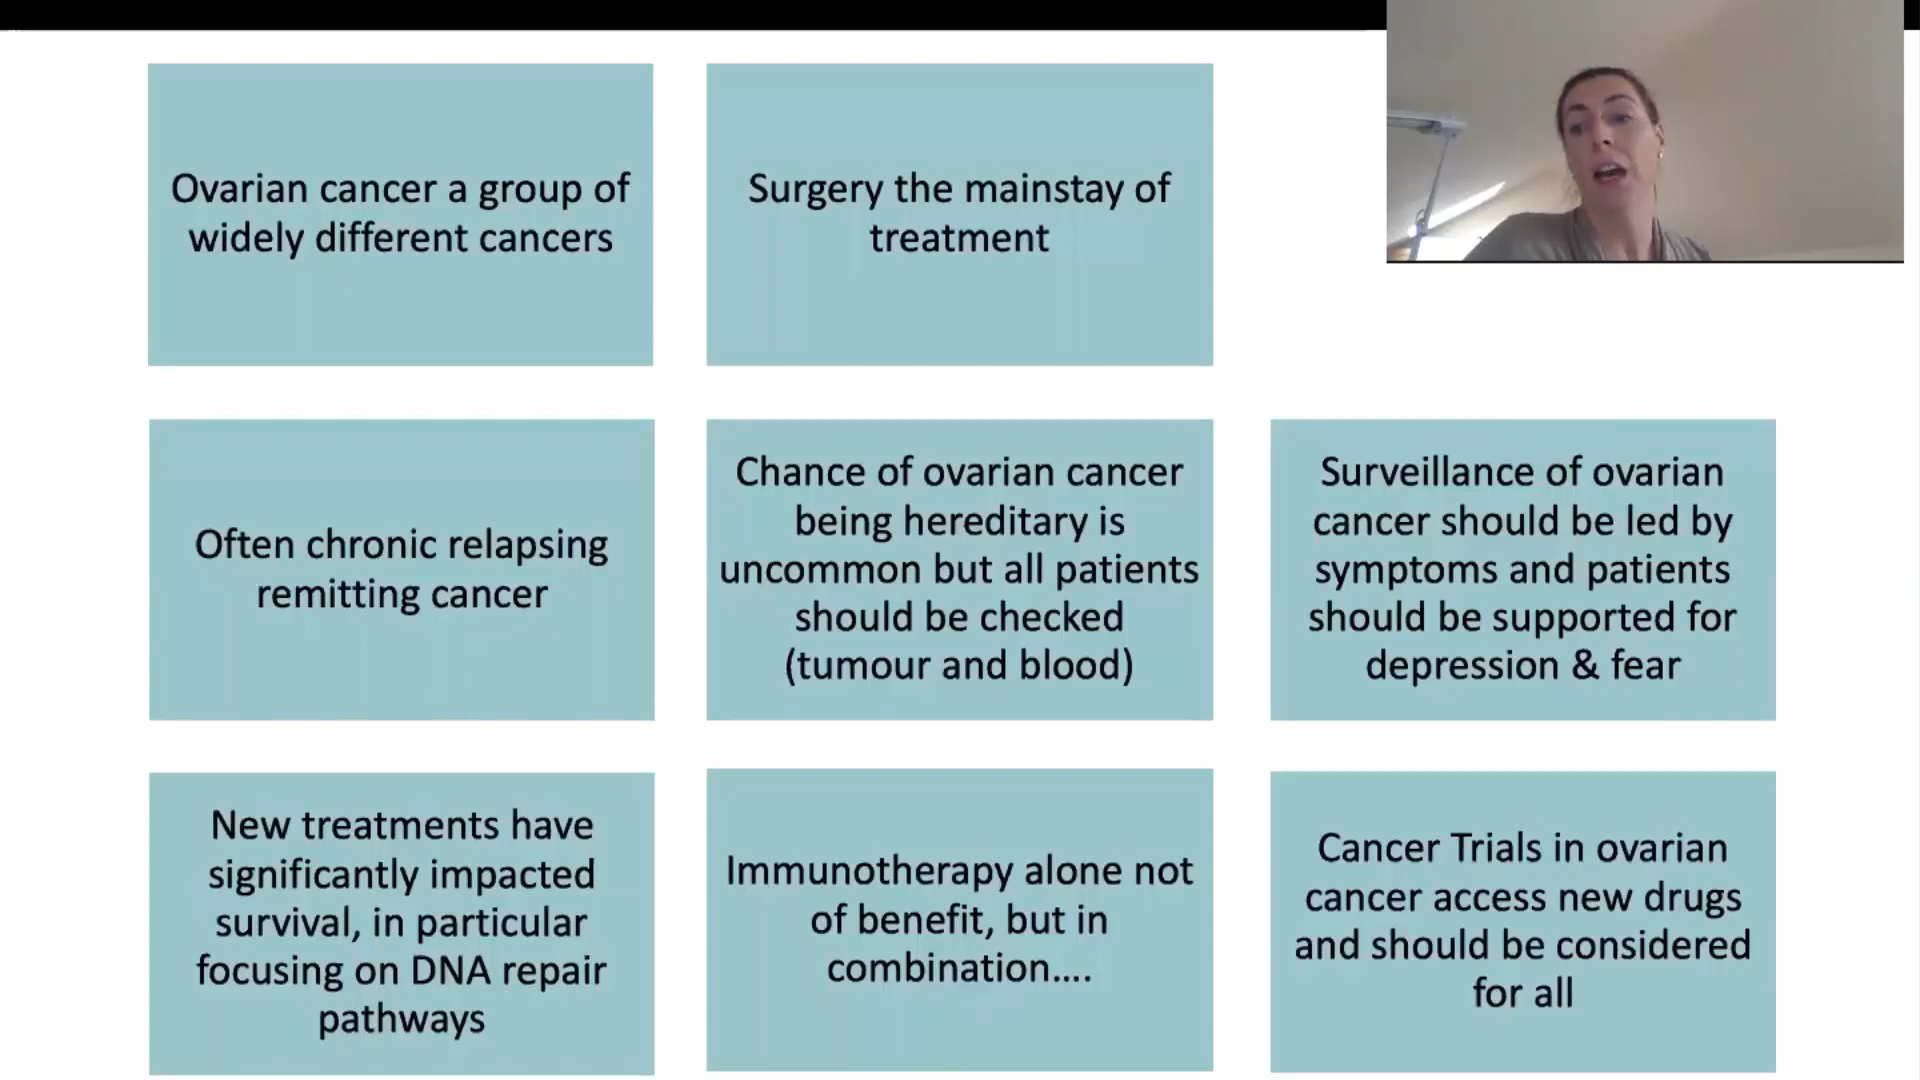 Ovarian cancer a group of
widely different cancers
Surgery the mainstay of
treatment
Often chronic relapsing
remitting cancer
Chance of ovarian cancer
being hereditary is
uncommon but all patients
should be checked
(tumour and blood)
Surveillance of ovarian
cancer should be led by
symptoms and patients
should be supported for
depression & fear
New treatments have
significantly impacted
survival, in particular
focusing on DNA repair
pathways
Immunotherapy alone not
of benefit, but in
combination….
Cancer Trials in ovarian
cancer access new drugs
and should be considered
for all